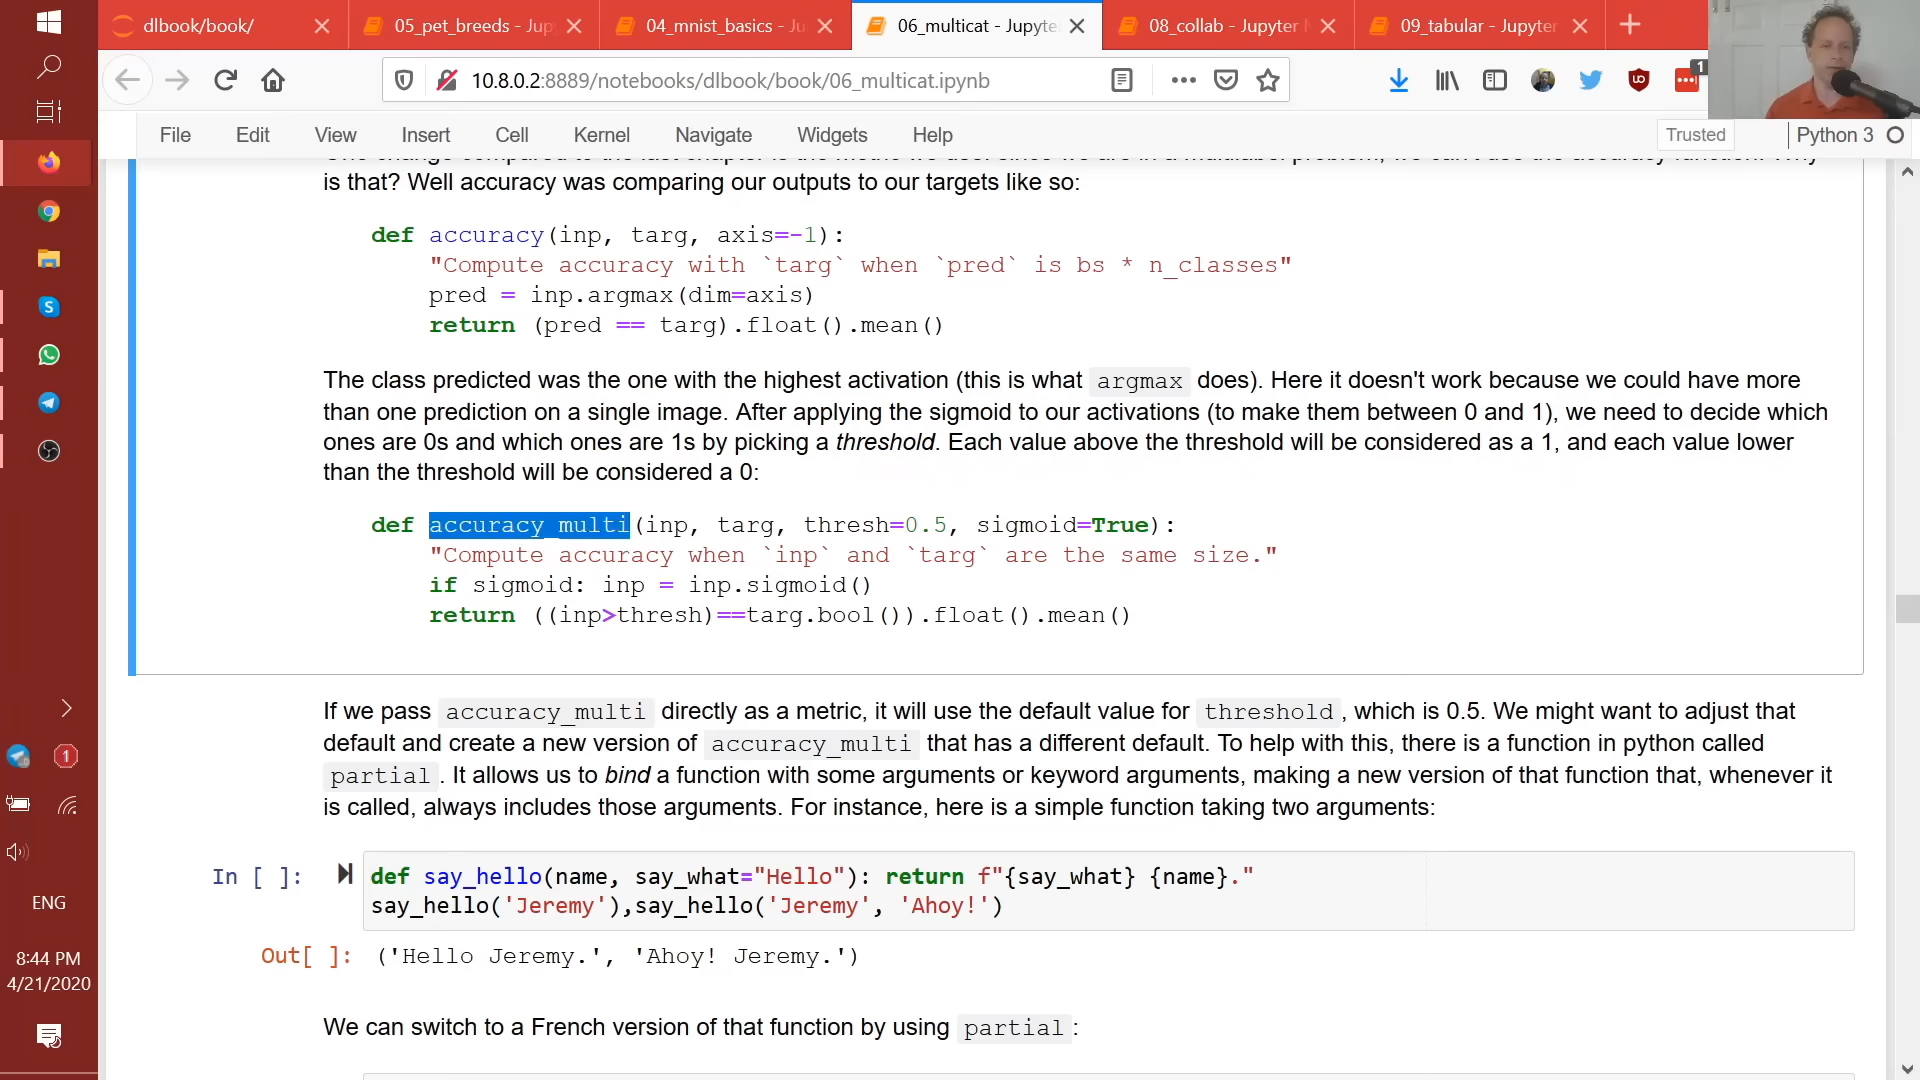 dlbook/book/
05_pet_breeds - Jup
04_mnist_basics - Ju
06_multicat - Jupyte
08_collab - Jupyter
09_tabular - Jupyter
10.8.0.2:8889/notebooks/dlbook/book/06_multicat.ipynb
1
File Edit View Insert Cell Kernel Navigate Widgets Help
Trusted
Python 3
is that? Well accuracy was comparing our outputs to our targets like so:
def accuracy(inp, targ, axis=-1):
"Compute accuracy with `targ` when `pred` is bs * n_classes"
pred = inp.argmax(dim=axis)
return (pred == targ).float().mean()
The class predicted was the one with the highest activation (this is what argmax does). Here it doesn't work because we could have more
than one prediction on a single image. After applying the sigmoid to our activations (to make them between 0 and 1), we need to decide which
ones are 0s and which ones are 1s by picking a threshold. Each value above the threshold will be considered as a 1, and each value lower
than the threshold will be considered a 0:
def accuracy_multi(inp, targ, thresh=0.5, sigmoid=True):
"Compute accuracy when `inp` and `targ` are the same size."
if sigmoid: inp = inp.sigmoid()
return ((inp>thresh)==targ.bool()).float().mean()
If we pass accuracy_multi directly as a metric, it will use the default value for threshold, which is 0.5. We might want to adjust that
default and create a new version of accuracy_multi that has a different default. To help with this, there is a function in python called
partial. It allows us to bind a function with some arguments or keyword arguments, making a new version of that function that, whenever it
is called, always includes those arguments. For instance, here is a simple function taking two arguments:
In [ ]:
def say_hello(name, say_what="Hello"): return f"{say_what} {name}."
say_hello('Jeremy'),say_hello('Jeremy', 'Ahoy!')
Out[ ]: ('Hello Jeremy.', 'Ahoy! Jeremy.')
We can switch to a French version of that function by using partial:
1
ENG
8:44 PM
4/21/2020